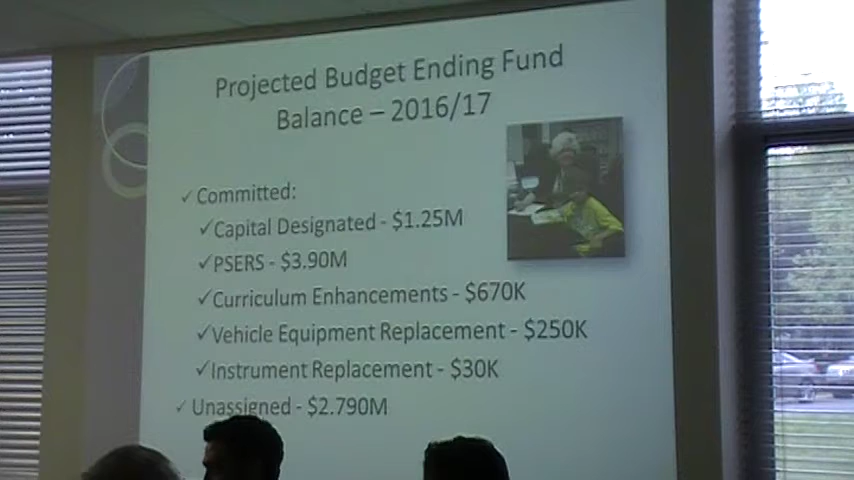 Projected Budget Ending Fund
Balance – 2016/17
✓ Committed:
✓ Capital Designated - $1.25M
✓ PSERS - $3.90M
✓ Curriculum Enhancements - $670K
✓ Vehicle Equipment Replacement - $250K
✓ Instrument Replacement - $30K
✓ Unassigned - $2.790M